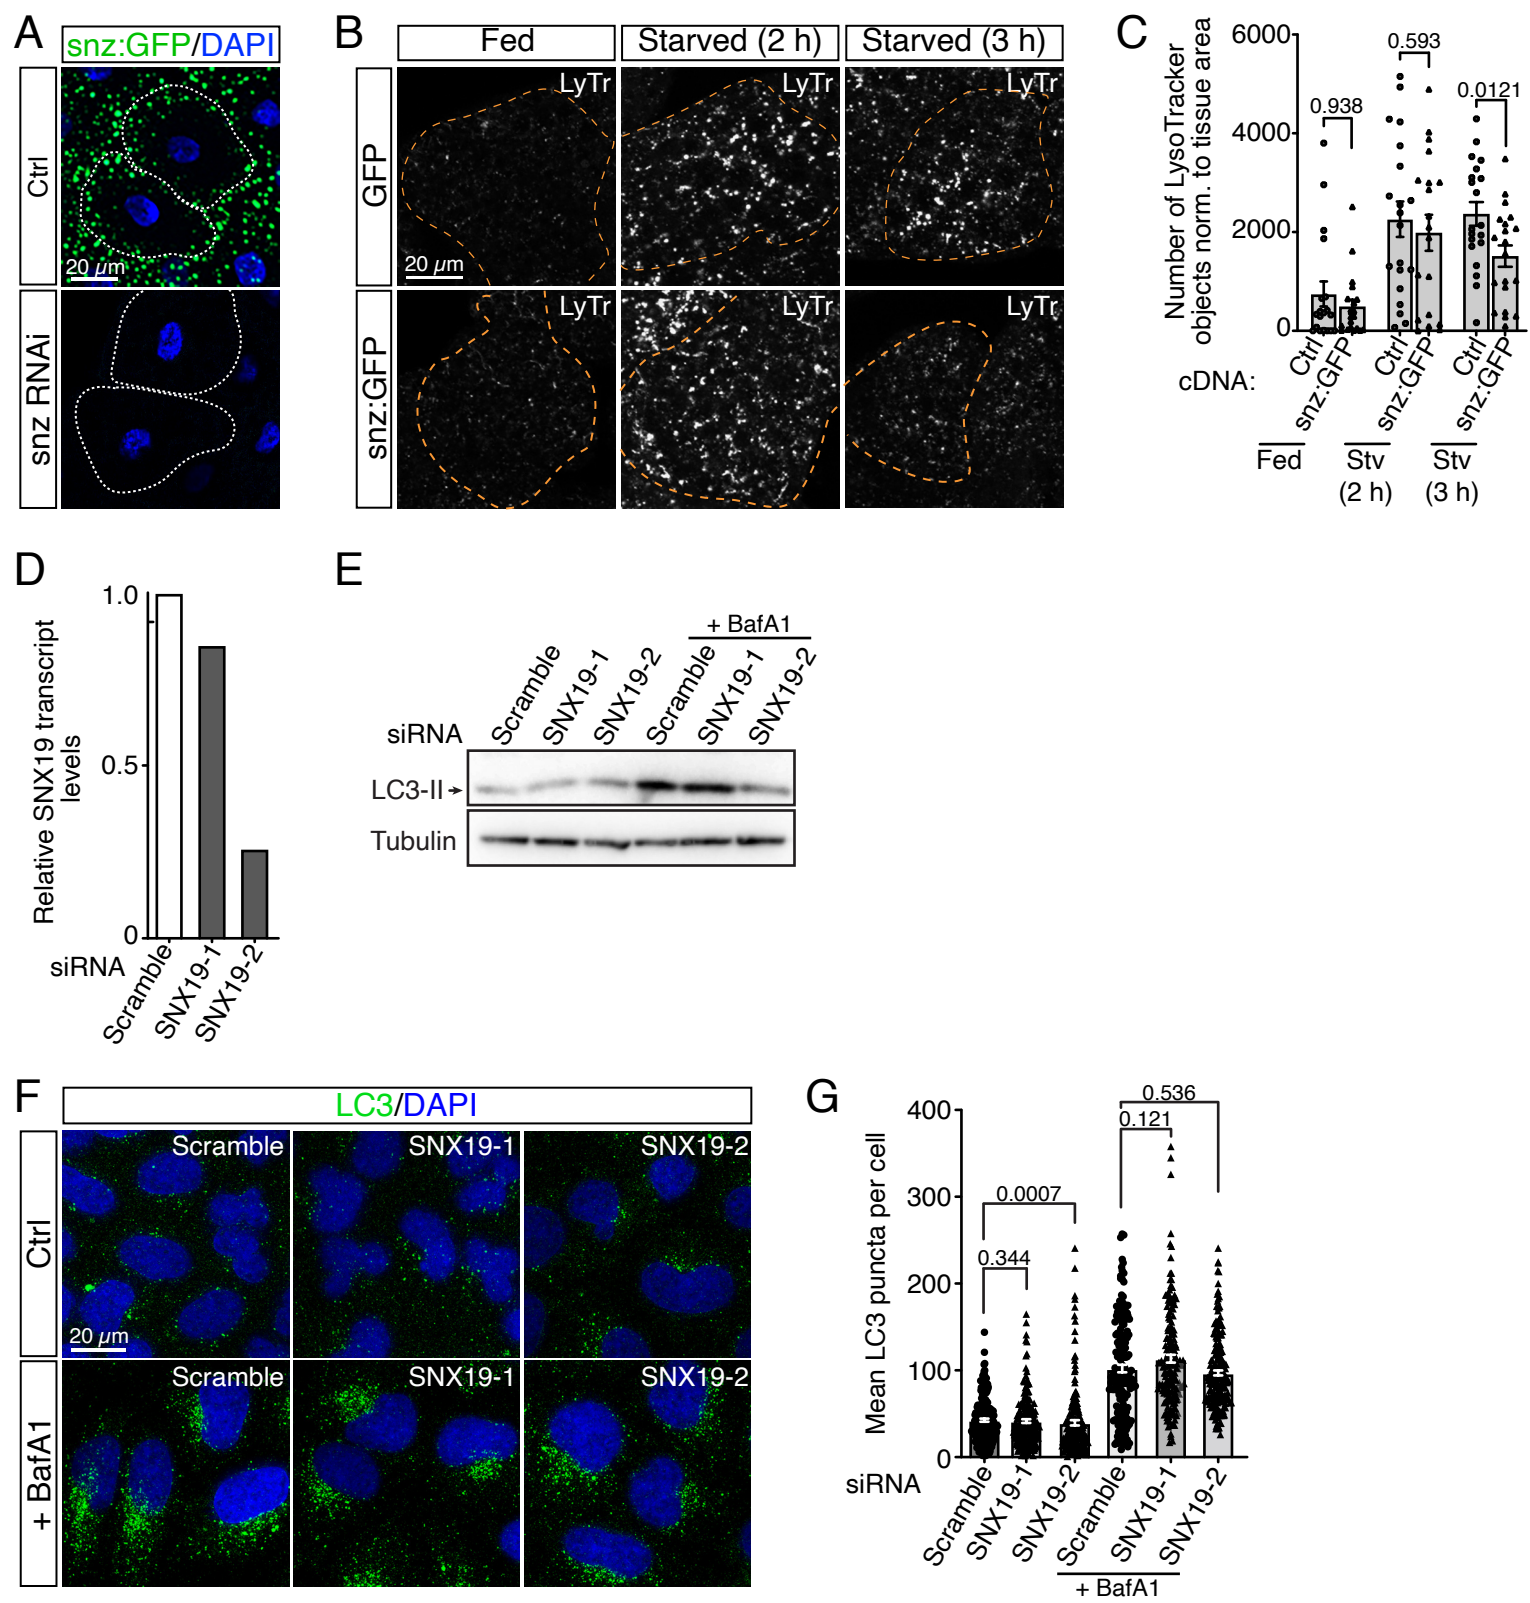 A
snz:GFP/DAPI
Ctrl
20 µm
snz RNAi
B
Fed
Starved (2 h)
Starved (3 h)
GFP
LyTr
LyTr
LyTr
20 µm
snz:GFP
LyTr
LyTr
LyTr
C
Number of LysoTracker
objects norm. to tissue area
6000
4000
2000
0
0.938
0.593
0.0121
cDNA:
Ctrl
snz:GFP
Ctrl
snz:GFP
Ctrl
snz:GFP
Fed
Stv
(2 h)
Stv
(3 h)
D
Relative SNX19 transcript
levels
1.0
0.5
0
siRNA
Scramble
SNX19-1
SNX19-2
E
+ BafA1
siRNA
Scramble
SNX19-1
SNX19-2
Scramble
SNX19-1
SNX19-2
LC3-II
Tubulin
F
LC3/DAPI
Ctrl
Scramble
SNX19-1
SNX19-2
20 µm
+ BafA1
Scramble
SNX19-1
SNX19-2
G
Mean LC3 puncta per cell
400
300
200
100
0
0.344
0.0007
0.121
0.536
siRNA
Scramble
SNX19-1
SNX19-2
Scramble
SNX19-1
SNX19-2
+ BafA1